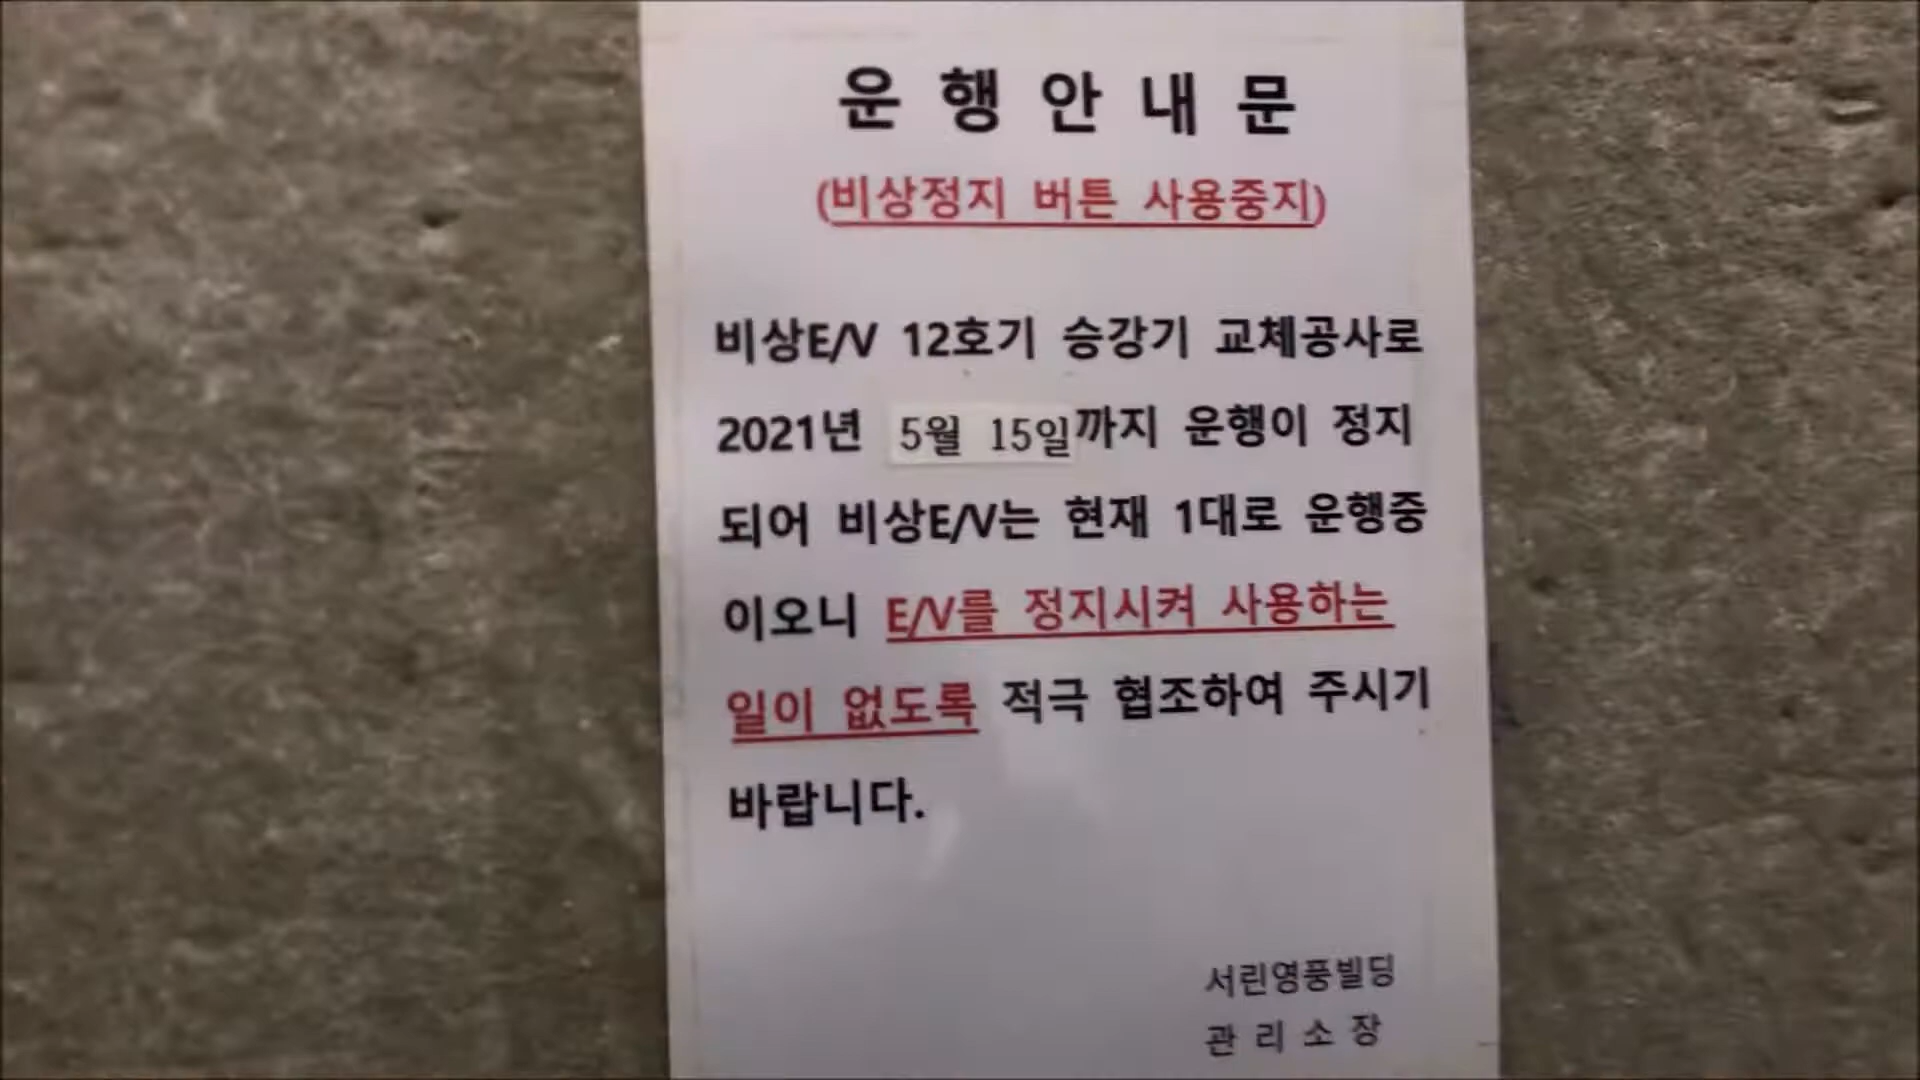 운 행 안 내 문
(비상정지 버튼 사용중지)
비상E/V 12호기 승강기 교체공사로
2021년 5월 15일까지 운행이 정지
되어 비상E/V는 현재 1대로 운행중
이오니 E/V를 정지시켜 사용하는
일이 없도록 적극 협조하여 주시기
바랍니다.
서린영풍빌딩
관 리 소 장